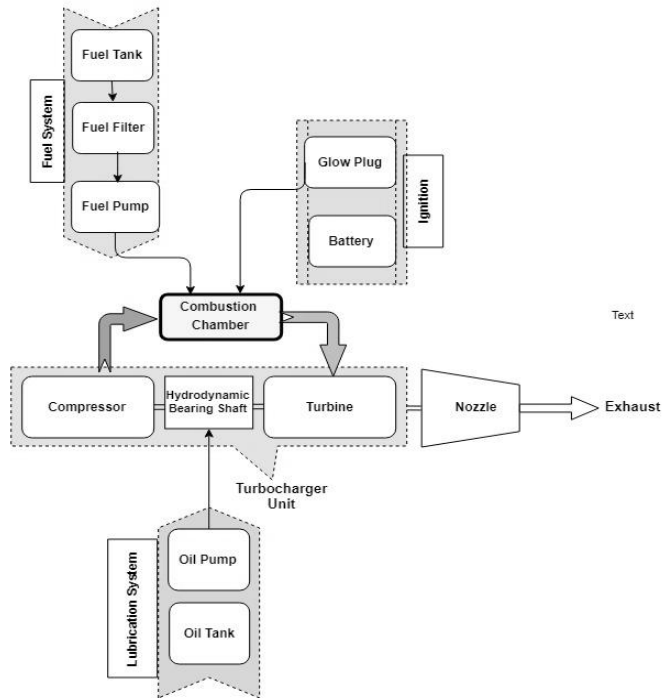 Fuel Tank
Fuel System
Fuel Filter
Fuel Pump
Glow Plug
Ignition
Battery
Combustion
Chamber
Text
Compressor
Hydrodynamic
Bearing Shaft
Turbine
Nozzle
Exhaust
Turbocharger
Unit
Lubrication System
Oil Pump
Oil Tank